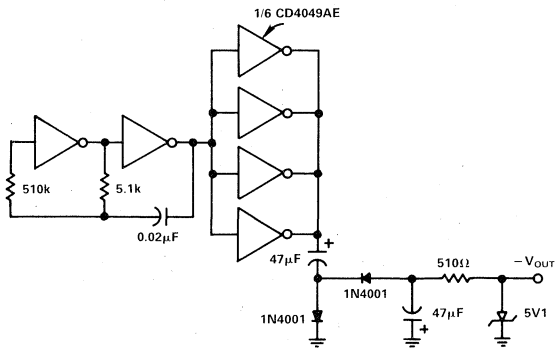 1/6 CD4049AE
510k
5.1k
0.02µF
47µF
+
510Ω
−VOUT
1N4001
1N4001
47µF
+
5V1